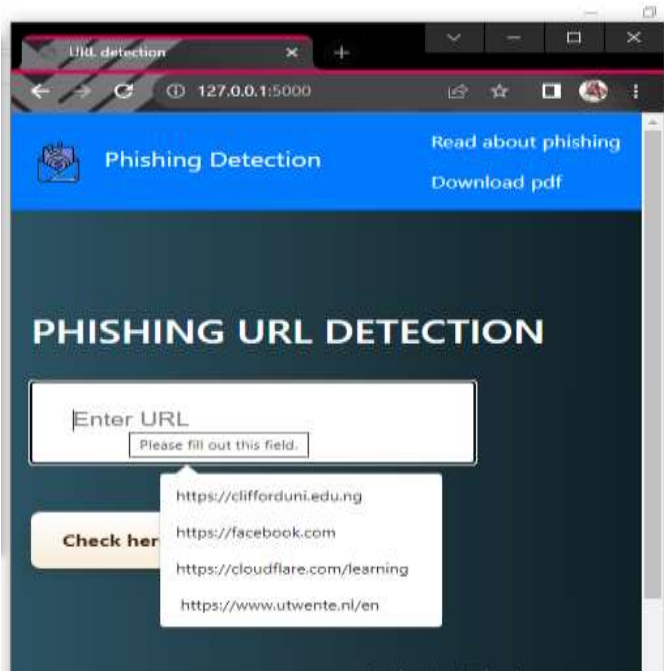 URL detection
127.0.0.1:5000
Phishing Detection
Read about phishing
Download pdf
PHISHING URL DETECTION
Enter URL
Please fill out this field.
https://clifforduni.edu.ng
https://facebook.com
https://cloudflare.com/learning
https://www.utwente.nl/en
Check her